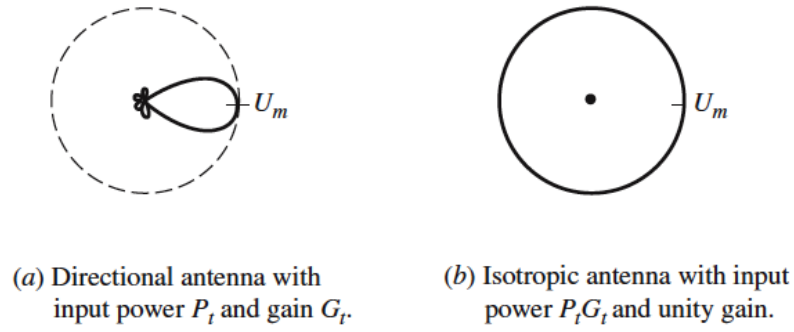 U_m
U_m
(a) Directional antenna with
input power P_t and gain G_t.
(b) Isotropic antenna with input
power P_tG_t and unity gain.